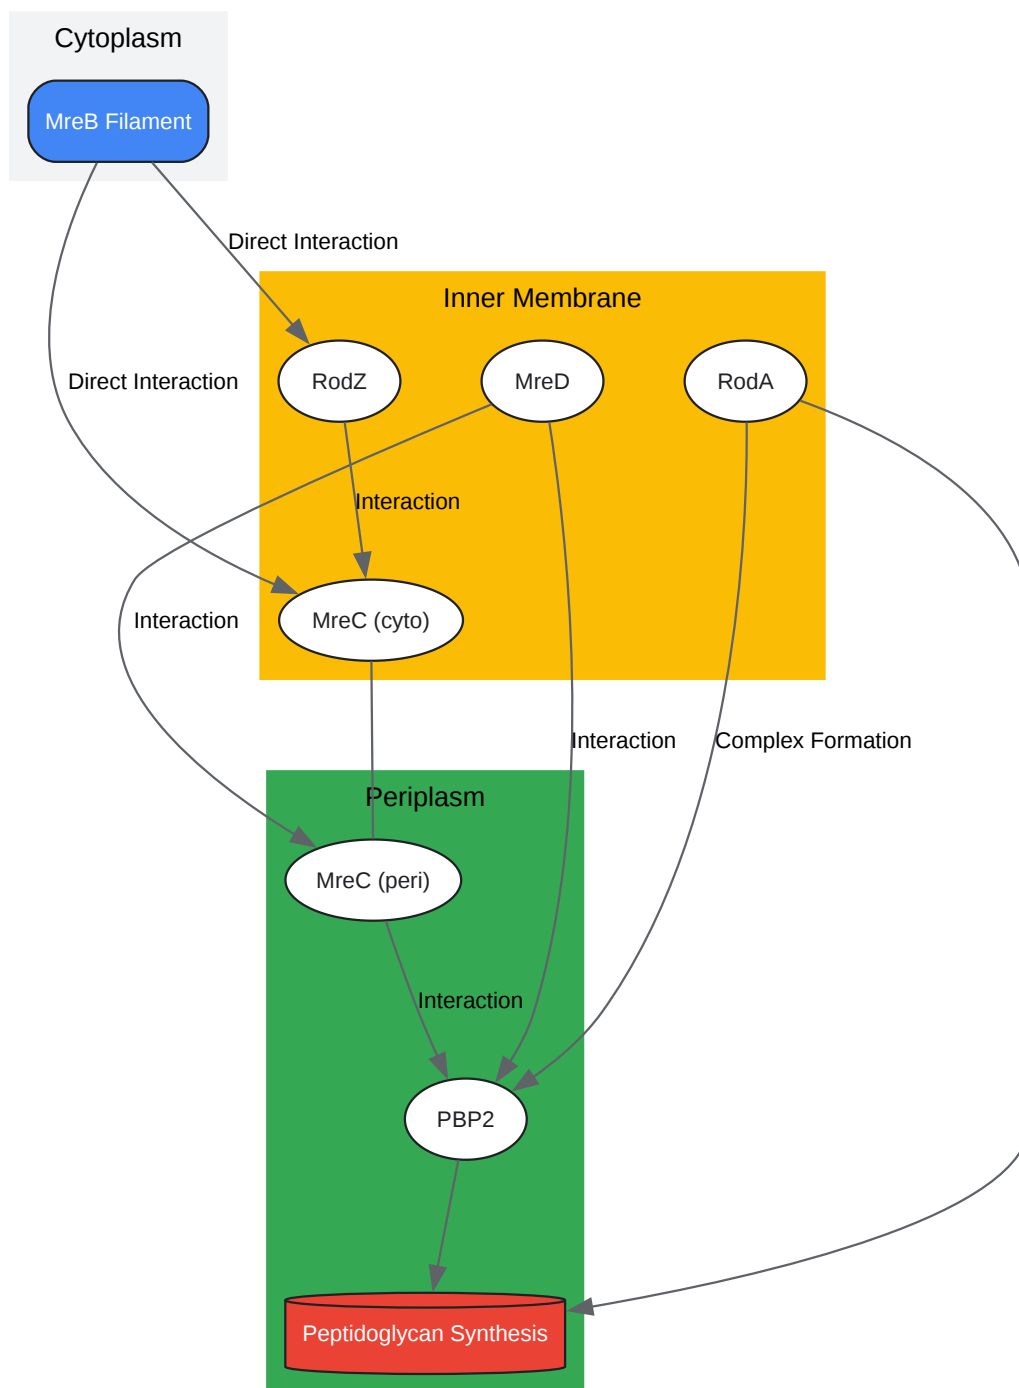 Cytoplasm
MreB Filament
Direct Interaction
Inner Membrane
RodZ
MreD
RodA
Direct Interaction
Interaction
MreC (cyto)
Interaction
Interaction
Complex Formation
Periplasm
MreC (peri)
Interaction
PBP2
Peptidoglycan Synthesis